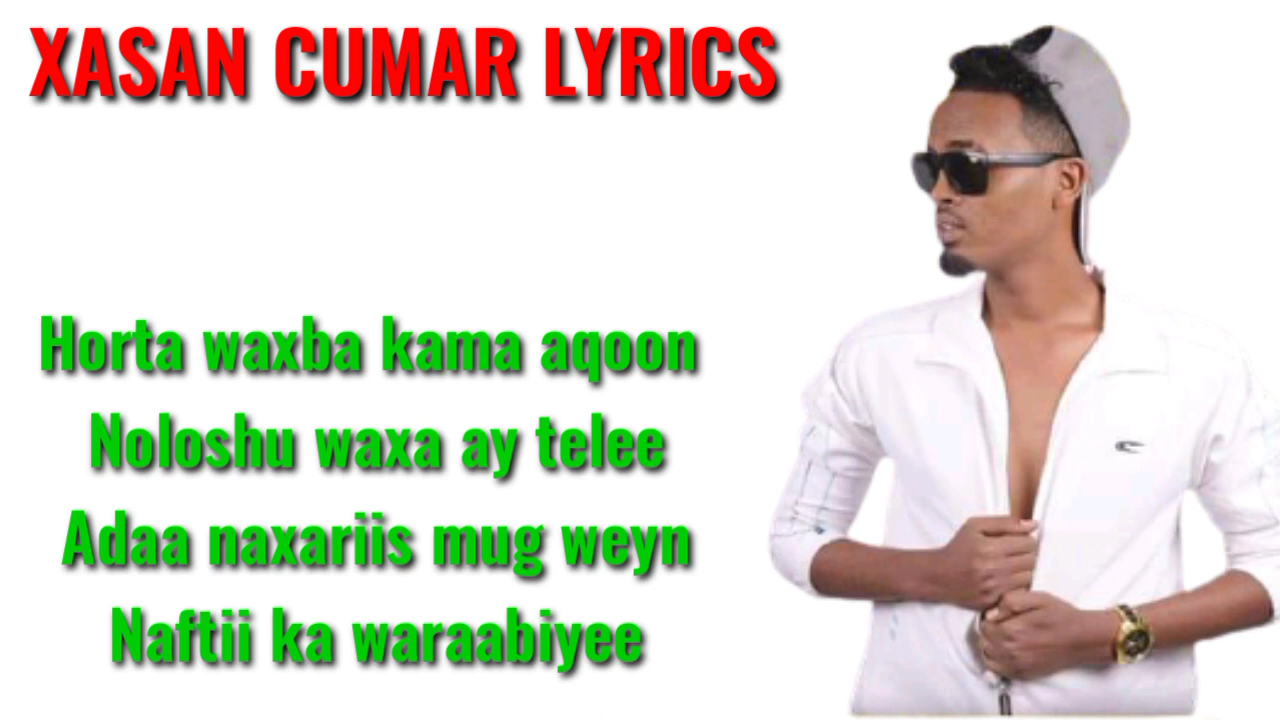 XASAN CUMAR LYRICS
Horta waxba kama aqoon
Noloshu waxa ay telee
Adaa naxariis mug weyn
Naftii ka waraabiyee